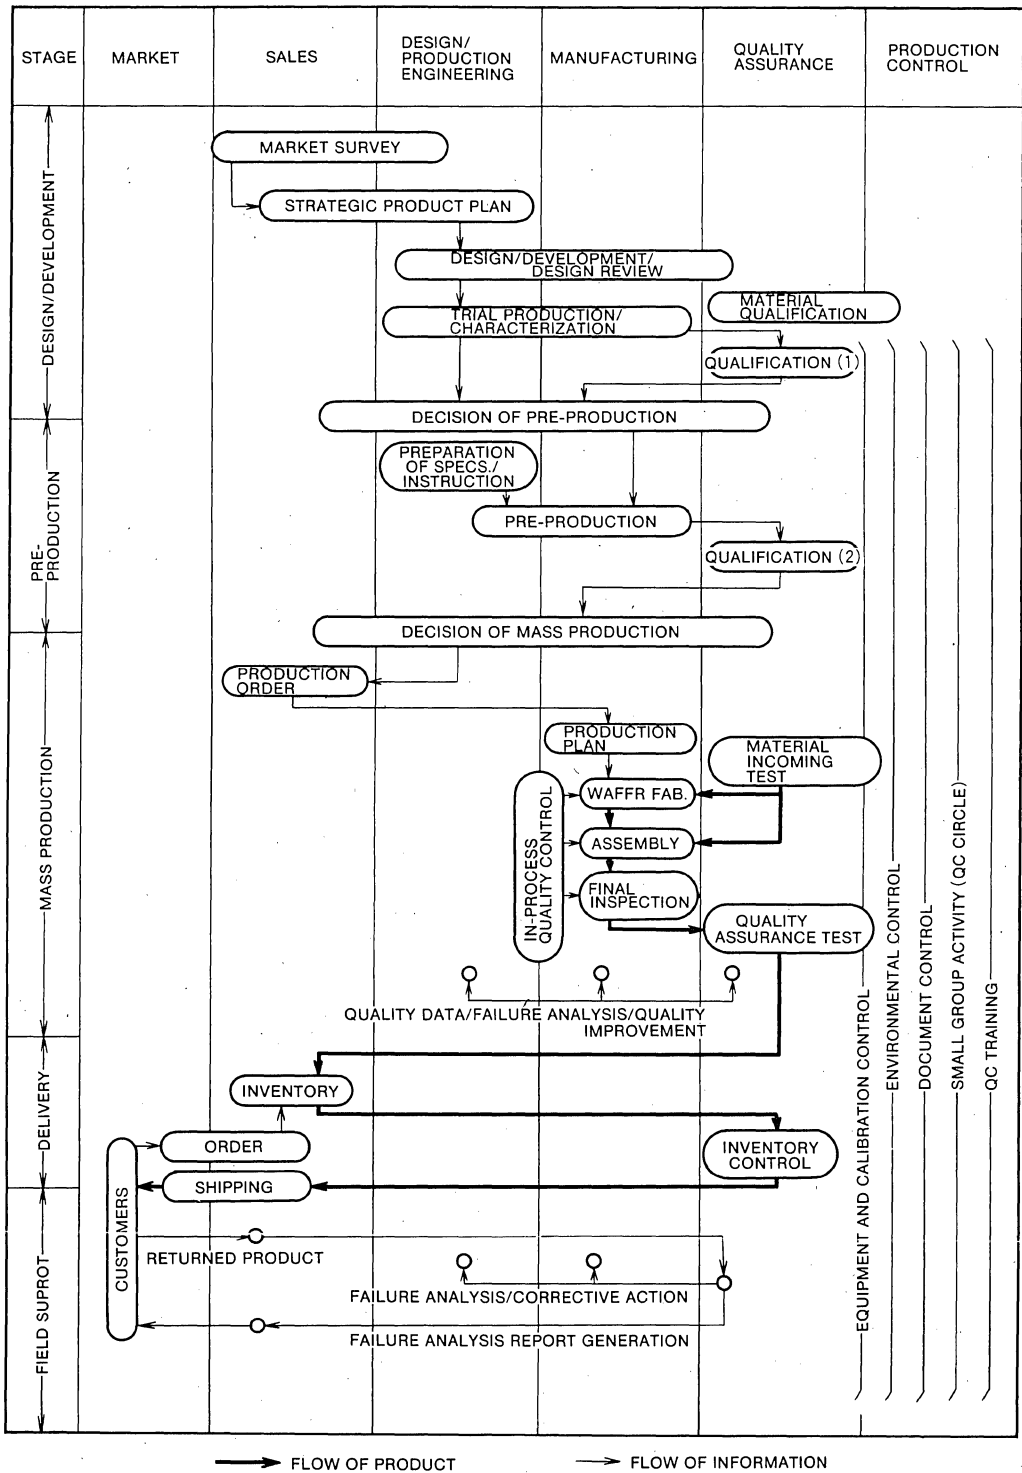 STAGE
MARKET
SALES
DESIGN/
PRODUCTION
ENGINEERING
MANUFACTURING
QUALITY
ASSURANCE
PRODUCTION
CONTROL
DESIGN/DEVELOPMENT
MARKET SURVEY
STRATEGIC PRODUCT PLAN
DESIGN/DEVELOPMENT/
DESIGN REVIEW
MATERIAL
QUALIFICATION
TRIAL PRODUCTION/
CHARACTERIZATION
QUALIFICATION (1)
DECISION OF PRE-PRODUCTION
PRE-
PRODUCTION
PREPARATION
OF SPECS./
INSTRUCTION
PRE-PRODUCTION
QUALIFICATION (2)
DECISION OF MASS PRODUCTION
MASS PRODUCTION
PRODUCTION
ORDER
PRODUCTION
PLAN
MATERIAL
INCOMING
TEST
IN-PROCESS
QUALITY CONTROL
WAFFR FAB.
ASSEMBLY
FINAL
INSPECTION
QUALITY
ASSURANCE TEST
QUALITY DATA/FAILURE ANALYSIS/QUALITY
IMPROVEMENT
EQUIPMENT AND CALIBRATION CONTROL
ENVIRONMENTAL CONTROL
DOCUMENT CONTROL
SMALL GROUP ACTIVITY (QC CIRCLE)
QC TRAINING
DELIVERY
INVENTORY
ORDER
INVENTORY
CONTROL
SHIPPING
CUSTOMERS
FIELD SUPROT
RETURNED PRODUCT
FAILURE ANALYSIS/CORRECTIVE ACTION
FAILURE ANALYSIS REPORT GENERATION
FLOW OF PRODUCT
FLOW OF INFORMATION